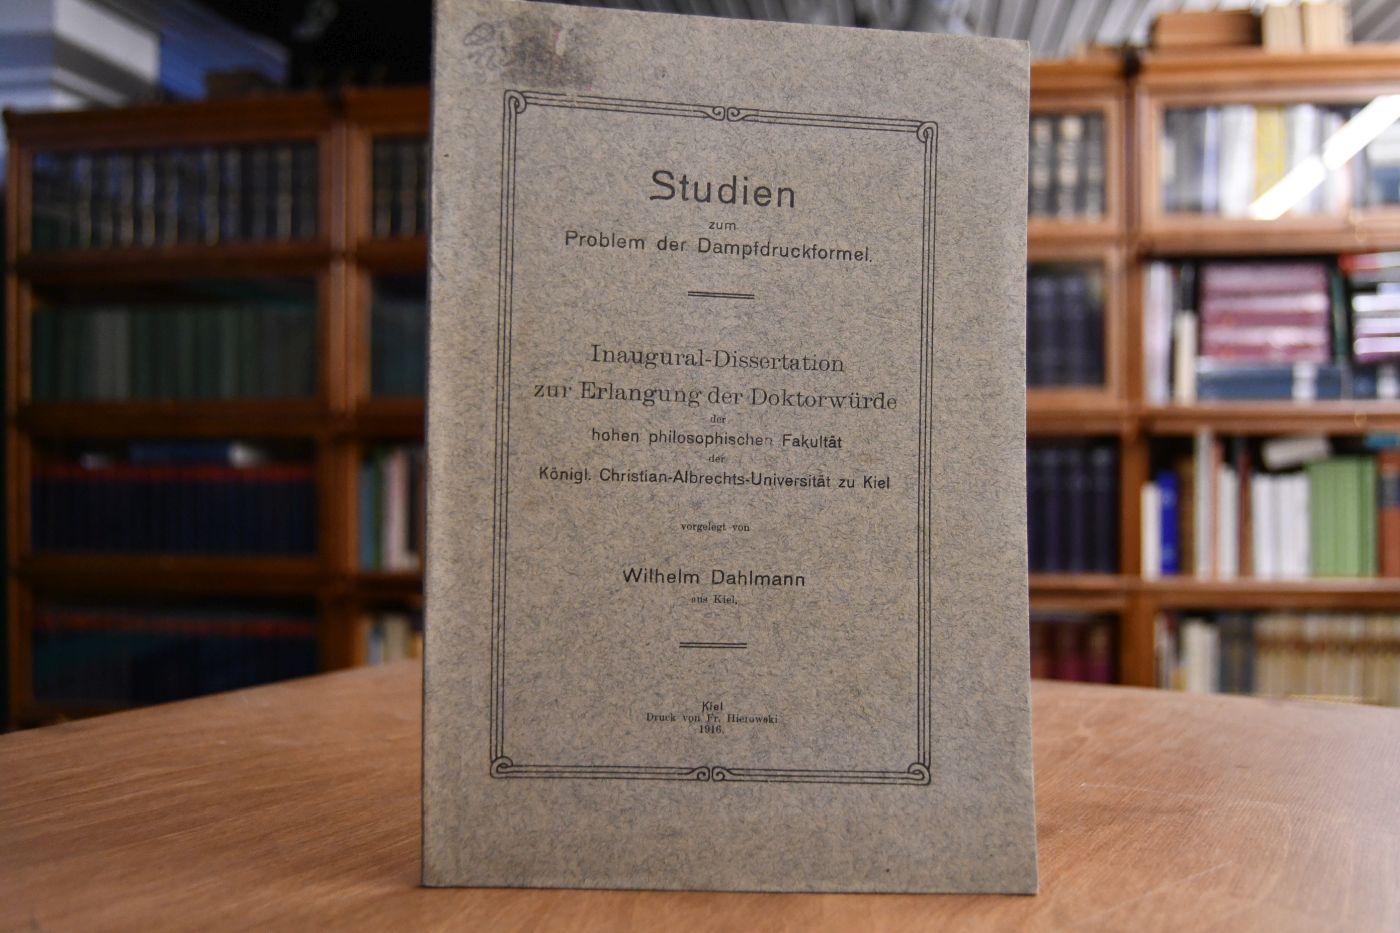 Studien
zum
Problem der Dampfdruckformel.
Inaugural-Dissertation
zur Erlangung der Doktorwürde
der
hohen philosophischen Fakultät
der
Königl. Christian-Albrechts-Universität zu Kiel
vorgelegt von
Wilhelm Dahlmann
aus Kiel.
Kiel
Druck von Fr. Hierowski
1916.